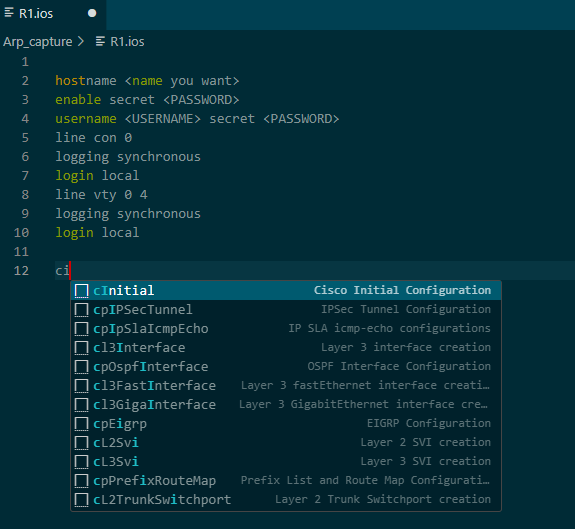 R1.ios
Arp_capture > R1.ios
1
2 hostname <name you want>
3 enable secret <PASSWORD>
4 username <USERNAME> secret <PASSWORD>
5 line con 0
6 logging synchronous
7 login local
8 line vty 0 4
9 logging synchronous
10 login local
11
12 ci
cInitial Cisco Initial Configuration
cpIPSecTunnel IPSec Tunnel Configuration
cpIpSlaIcmpEcho IP SLA icmp-echo configurations
cl3Interface Layer 3 interface creation
cpOspfInterface OSPF Interface Configuration
cl3FastInterface Layer 3 fastEthernet interface creati…
cl3GigaInterface Layer 3 GigabitEthernet interface cre…
cpEigrp EIGRP Configuration
cL2Svi Layer 2 SVI creation
cL3Svi Layer 3 SVI creation
cpPrefixRouteMap Prefix List and Route Map Configurati…
cL2TrunkSwitchport Layer 2 Trunk Switchport creation